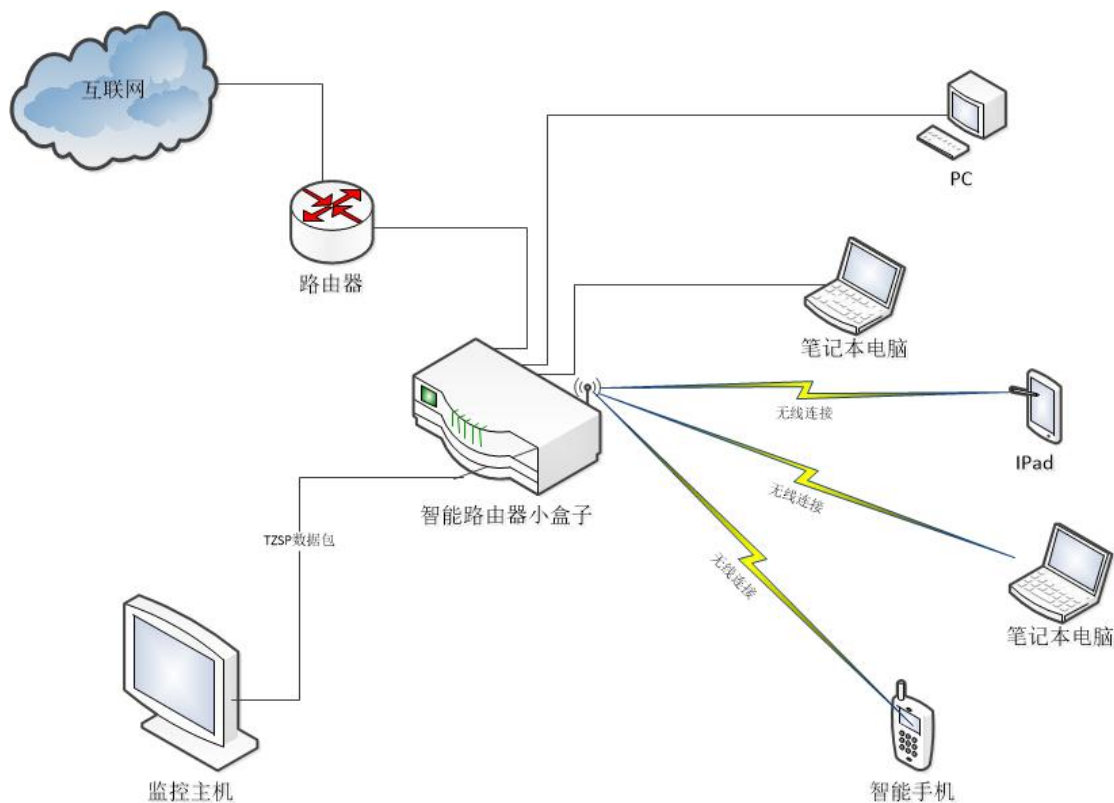 互联网
PC
路由器
笔记本电脑
无线连接
IPad
智能路由器小盒子
无线连接
TZSP数据包
无线连接
笔记本电脑
监控主机
智能手机